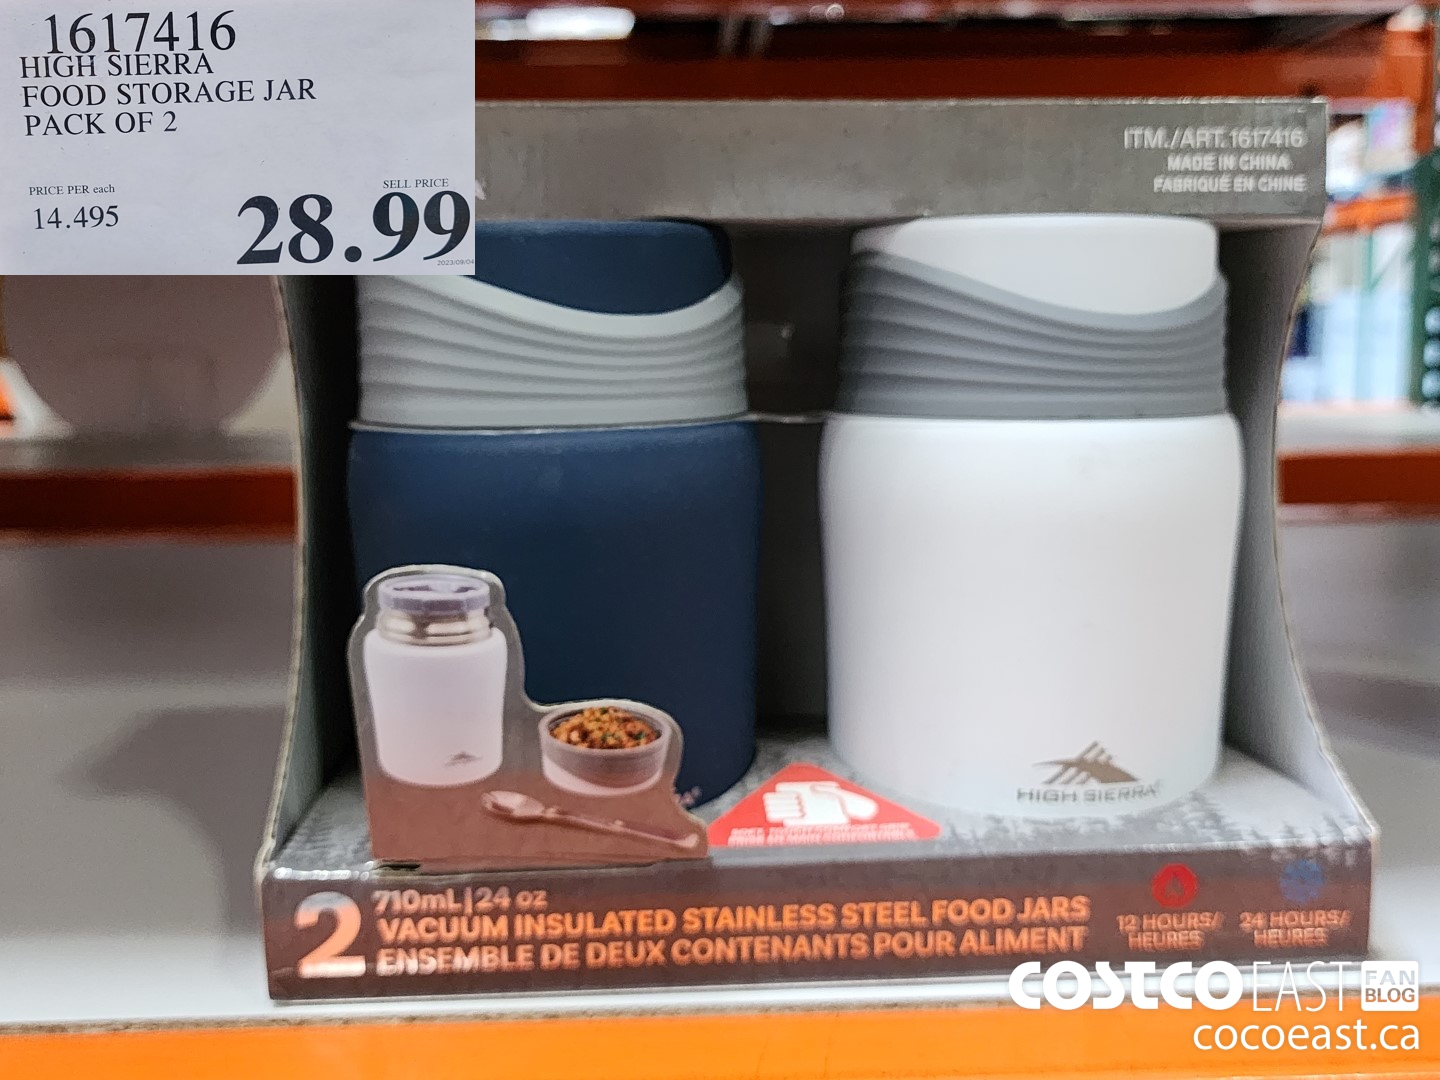 1617416
HIGH SIERRA
FOOD STORAGE JAR
PACK OF 2
PRICE PER each
14.495
SELL PRICE
28.99
2023/09/04
ITM./ART. 1617416
MADE IN CHINA
FABRIQUÉ EN CHINE
HIGH SIERRA
2
710mL|24 oz
VACUUM INSULATED STAINLESS STEEL FOOD JARS
ENSEMBLE DE DEUX CONTENANTS POUR ALIMENT
12 HOURS/
HEURES
24 HOURS/
HEURES
COSTCO EAST FAN BLOG
cocoeast.ca